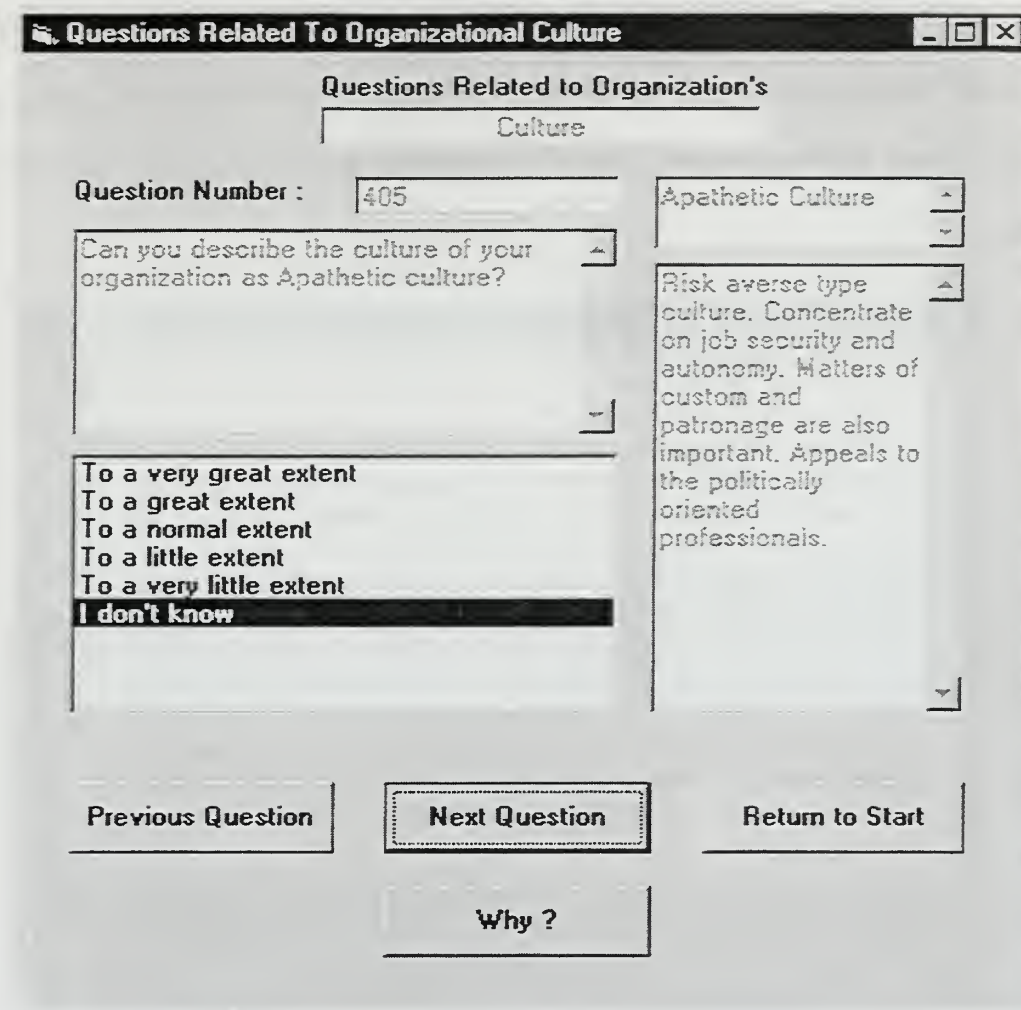 Questions Related To Organizational Culture
Questions Related to Organization's
Culture
Question Number :
405
Can you describe the culture of your
organization as Apathetic culture?
To a very great extent
To a great extent
To a normal extent
To a little extent
To a very little extent
I don't know
Apathetic Culture
Risk averse type
culture. Concentrate
on job security and
autonomy. Matters of
custom and
patronage are also
important. Appeals to
the politically
oriented
professionals.
Previous Question
Next Question
Return to Start
Why ?